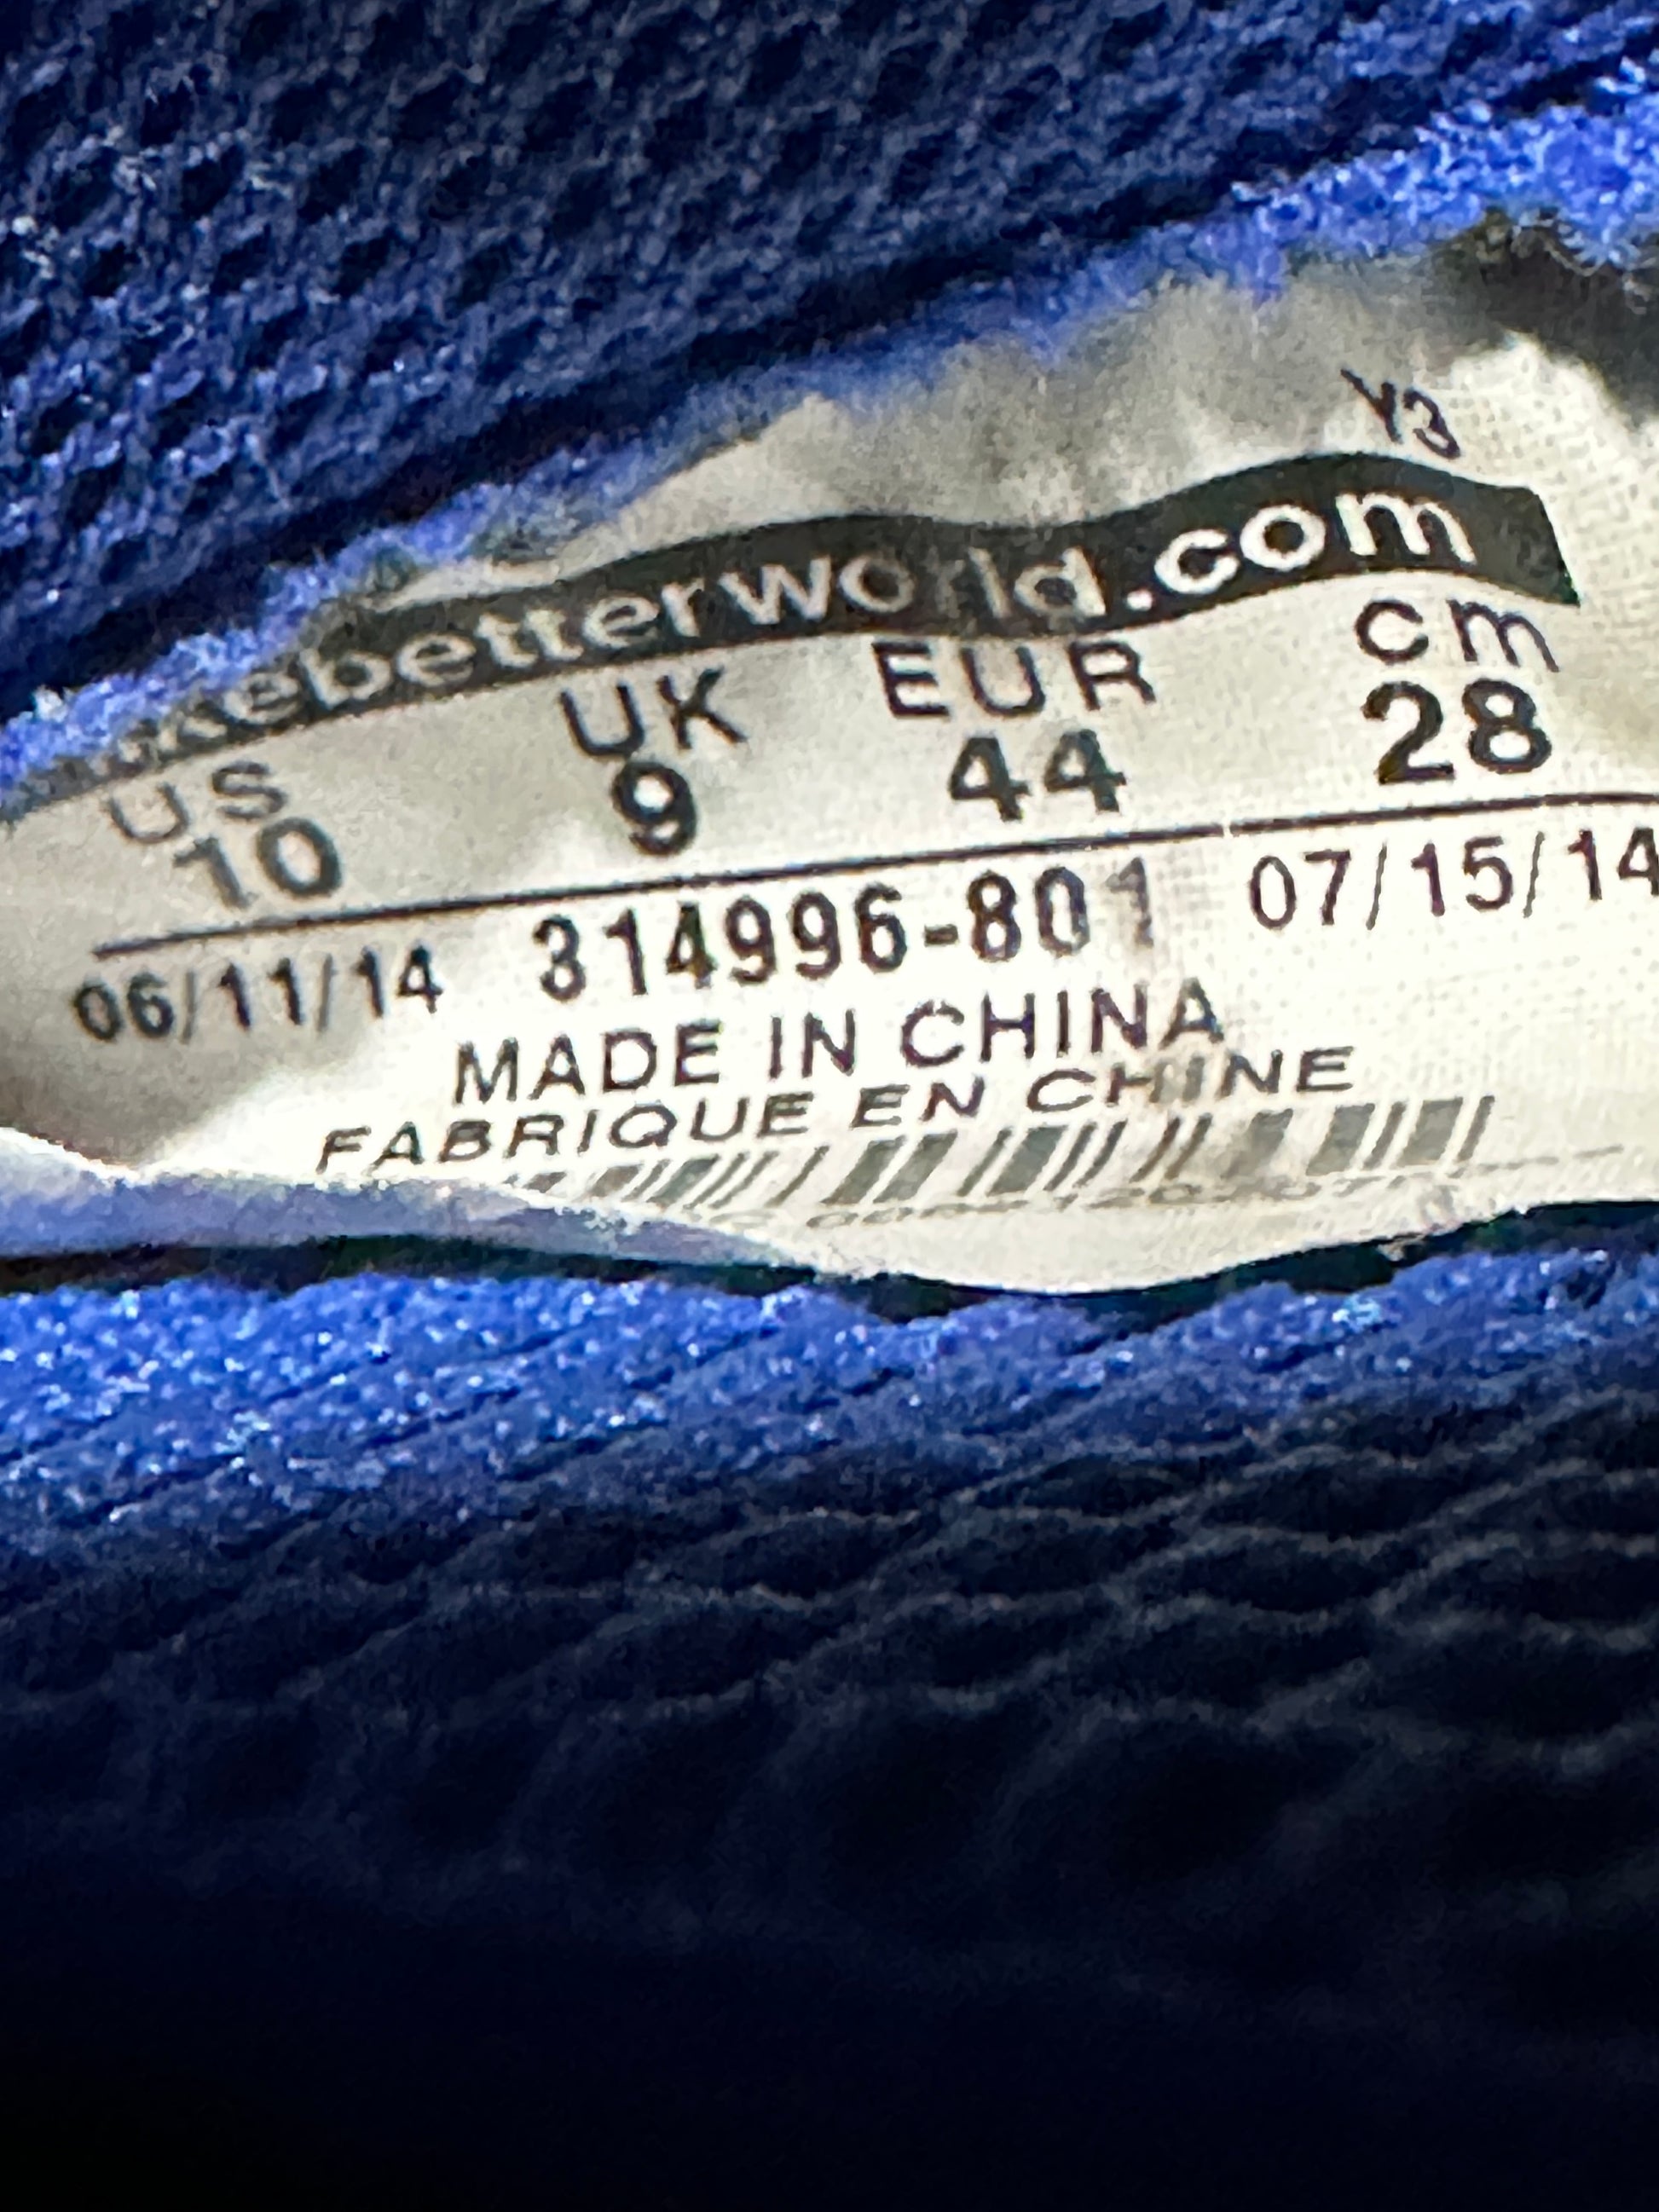 Y3
kebetterworld.com
US UK EUR cm
10 9 44 28
06/11/14 314996-801 07/15/14
MADE IN CHINA
FABRIQUE EN CHINE